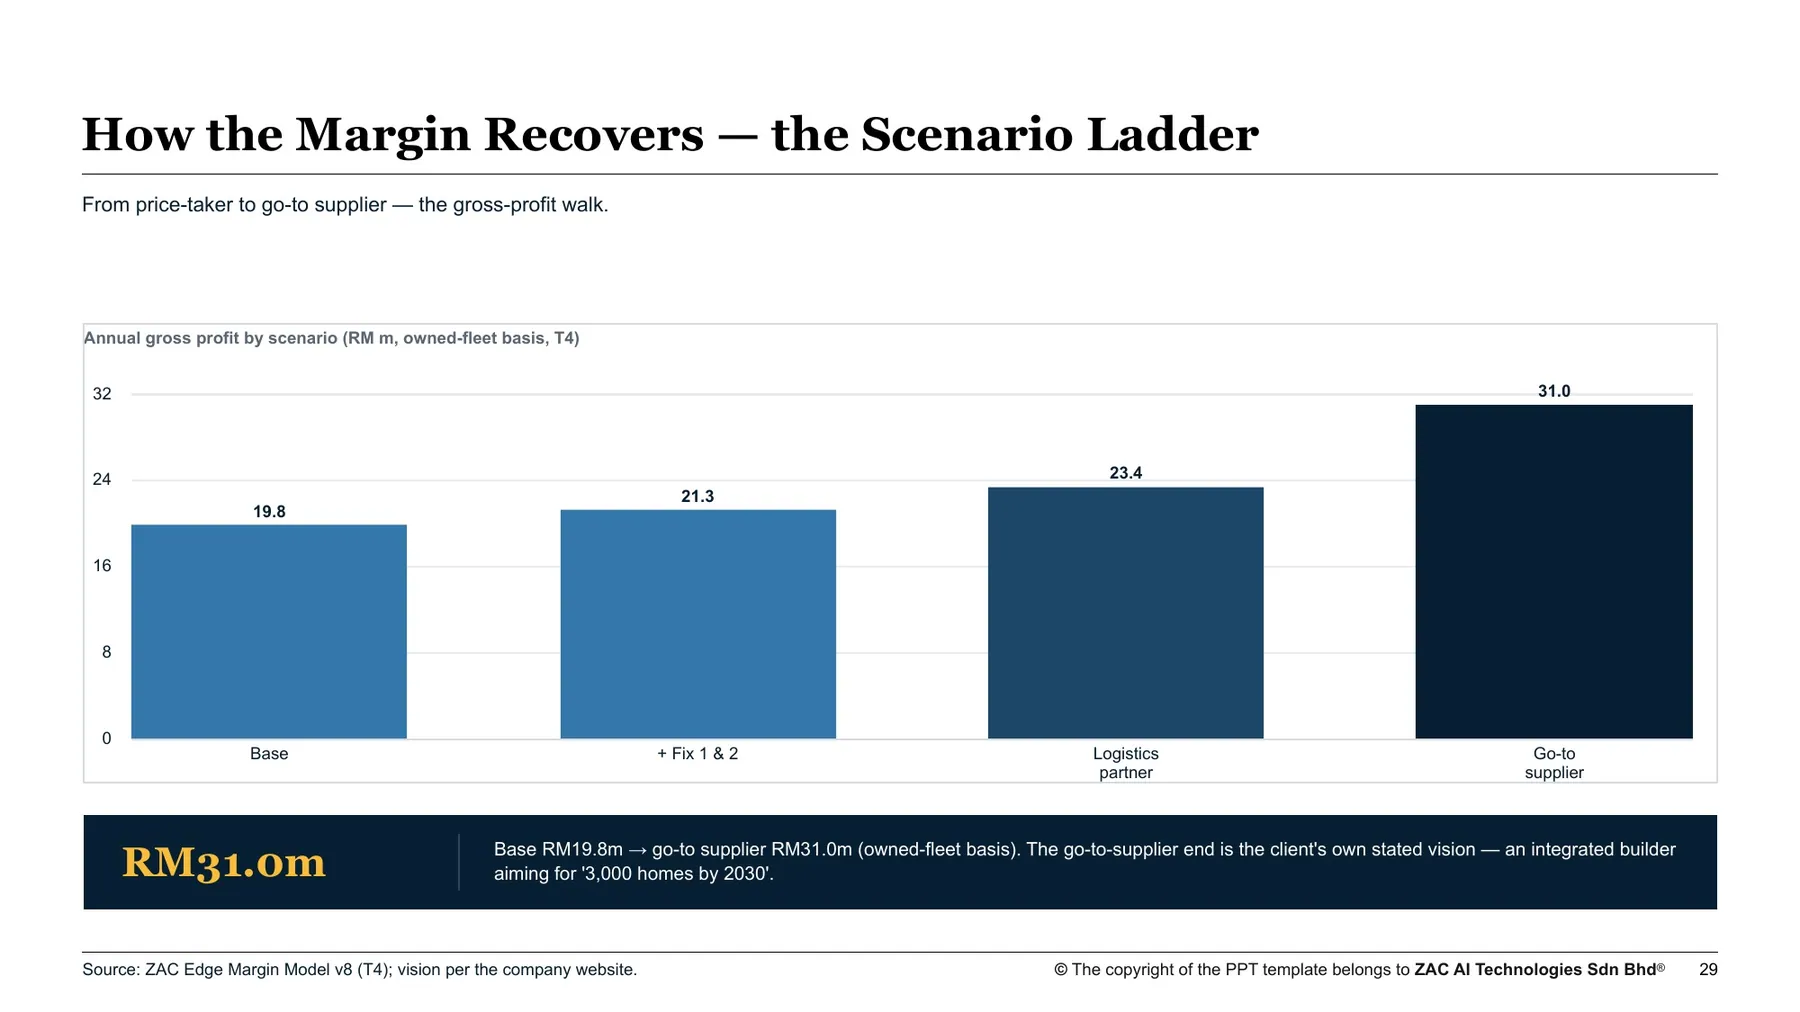 How the Margin Recovers — the Scenario Ladder
From price-taker to go-to supplier — the gross-profit walk.
Annual gross profit by scenario (RM m, owned-fleet basis, T4)
32
24
16
8
0
19.8
21.3
23.4
31.0
Base
+ Fix 1 & 2
Logistics
partner
Go-to
supplier
RM31.0m
Base RM19.8m → go-to supplier RM31.0m (owned-fleet basis). The go-to-supplier end is the client's own stated vision — an integrated builder
aiming for '3,000 homes by 2030'.
Source: ZAC Edge Margin Model v8 (T4); vision per the company website.
© The copyright of the PPT template belongs to ZAC AI Technologies Sdn Bhd®
29